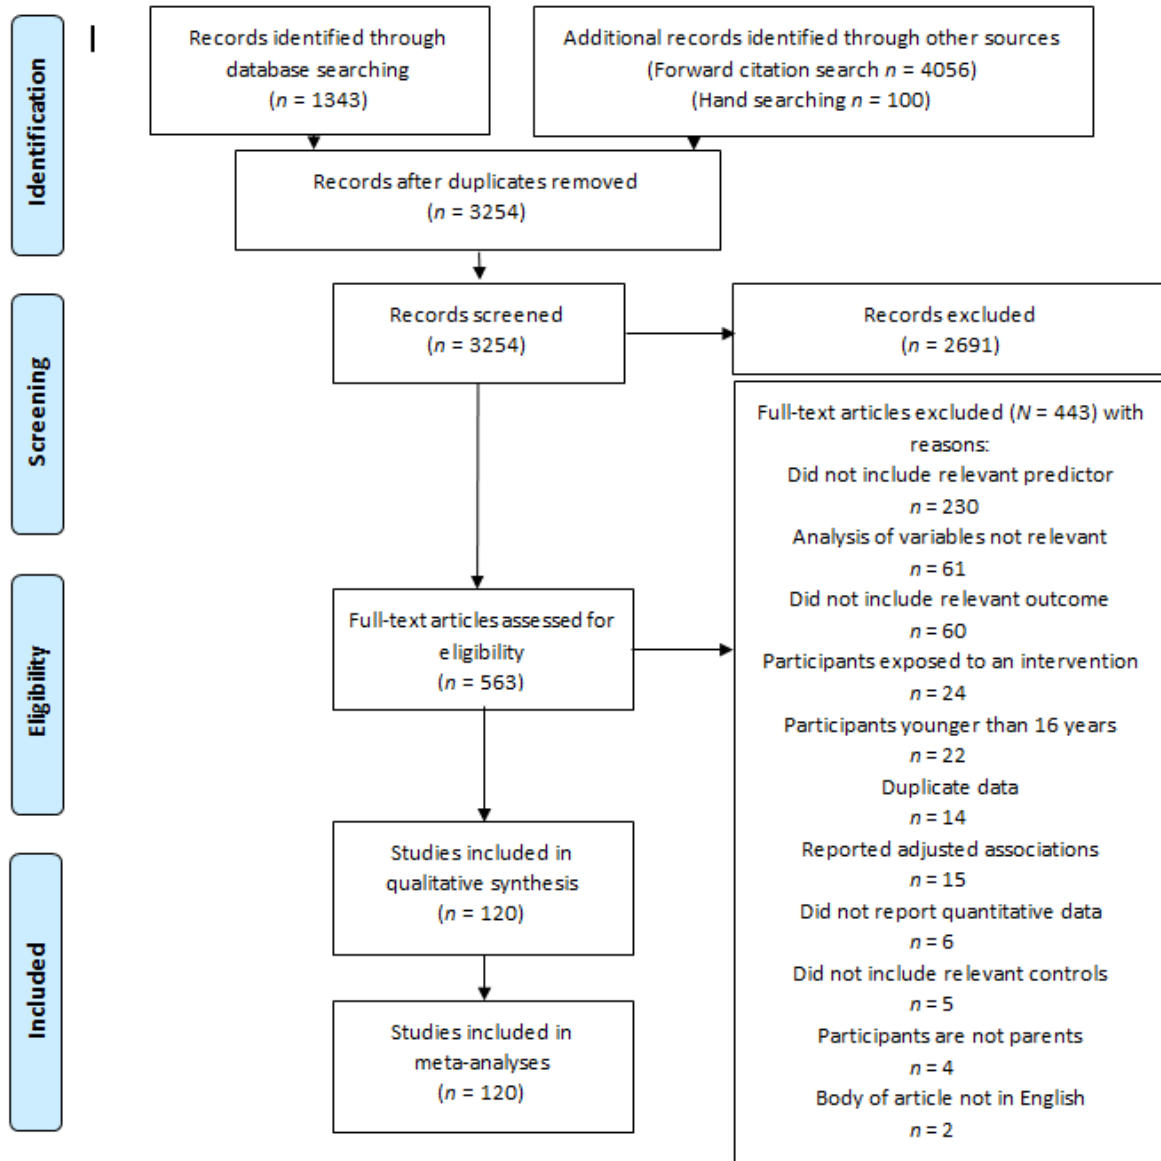 Identification
Records identified through
database searching
(n = 1343)
Additional records identified through other sources
(Forward citation search n = 4056)
(Hand searching n = 100)
Records after duplicates removed
(n = 3254)
Screening
Records screened
(n = 3254)
Records excluded
(n = 2691)
Eligibility
Full-text articles assessed for
eligibility
(n = 563)
Full-text articles excluded (N = 443) with
reasons:
Did not include relevant predictor
n = 230
Analysis of variables not relevant
n = 61
Did not include relevant outcome
n = 60
Participants exposed to an intervention
n = 24
Participants younger than 16 years
n = 22
Duplicate data
n = 14
Reported adjusted associations
n = 15
Did not report quantitative data
n = 6
Did not include relevant controls
n = 5
Participants are not parents
n = 4
Body of article not in English
n = 2
Included
Studies included in
qualitative synthesis
(n = 120)
Studies included in
meta-analyses
(n = 120)